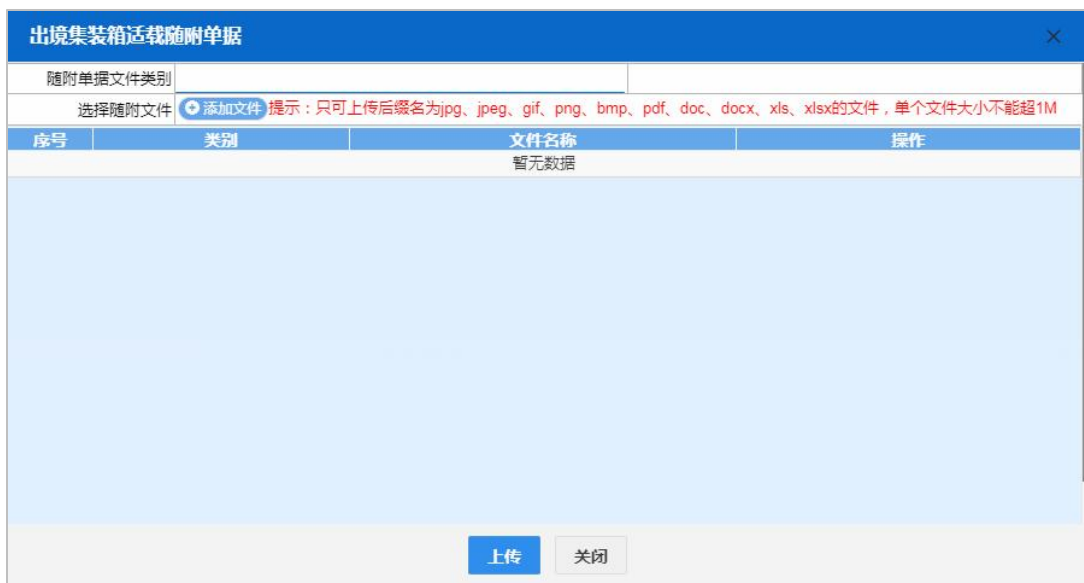 出境集装箱适载随附单据
随附单据文件类别
选择随附文件 添加文件 提示：只可上传后缀名为jpg、jpeg、gif、png、bmp、pdf、doc、docx、xls、xlsx的文件，单个文件大小不能超1M
序号 类别 文件名称 操作
暂无数据
上传 关闭